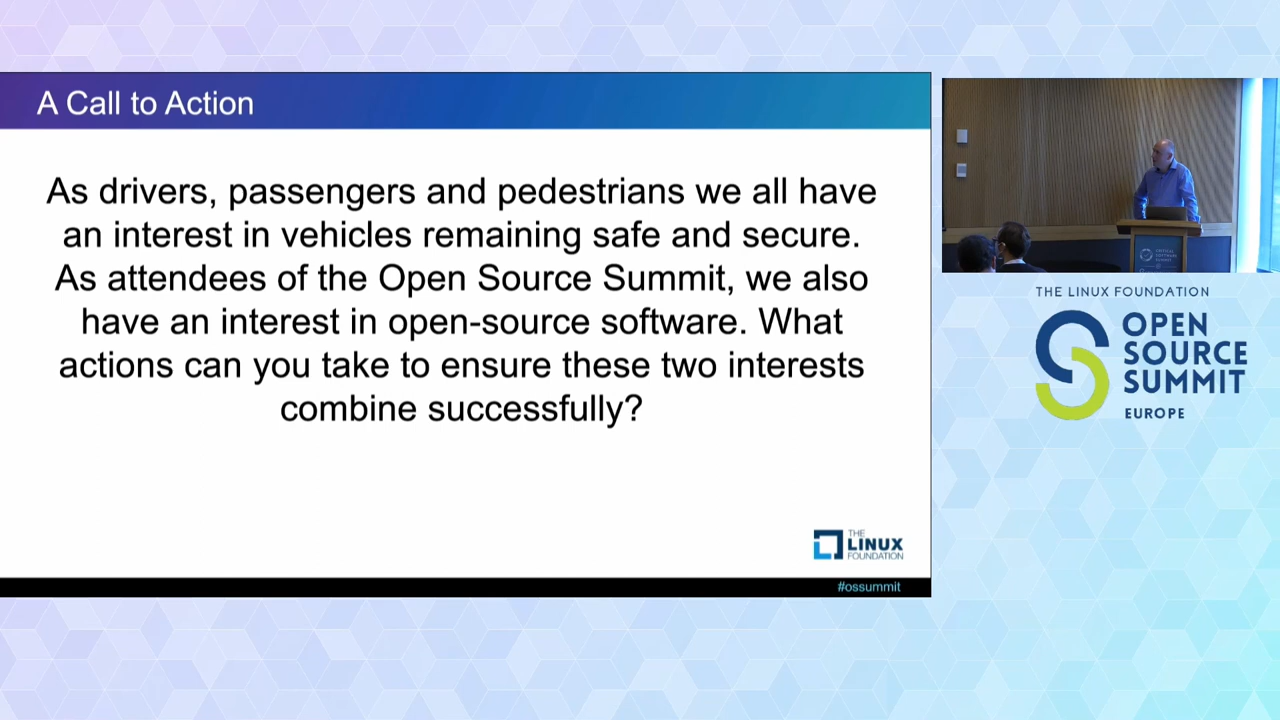 A Call to Action
As drivers, passengers and pedestrians we all have
an interest in vehicles remaining safe and secure.
As attendees of the Open Source Summit, we also
have an interest in open-source software. What
actions can you take to ensure these two interests
combine successfully?
THE
LINUX
FOUNDATION
#ossummit
CRITICAL
SOFTWARE
SUMMIT
THE LINUX FOUNDATION
OPEN
SOURCE
SUMMIT
EUROPE